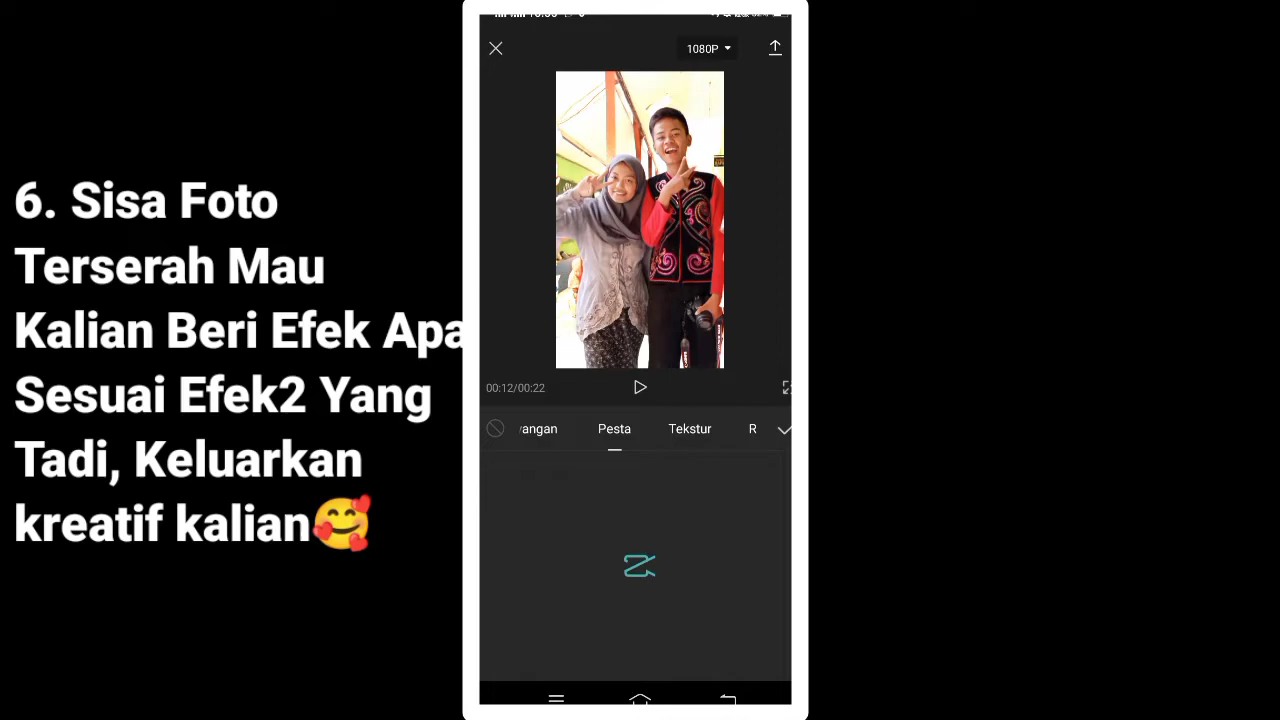 6. Sisa Foto
Terserah Mau
Kalian Beri Efek Apa
Sesuai Efek2 Yang
Tadi, Keluarkan
kreatif kalian🥰
1080P
00:12/00:22
Pesta
Tekstur
R